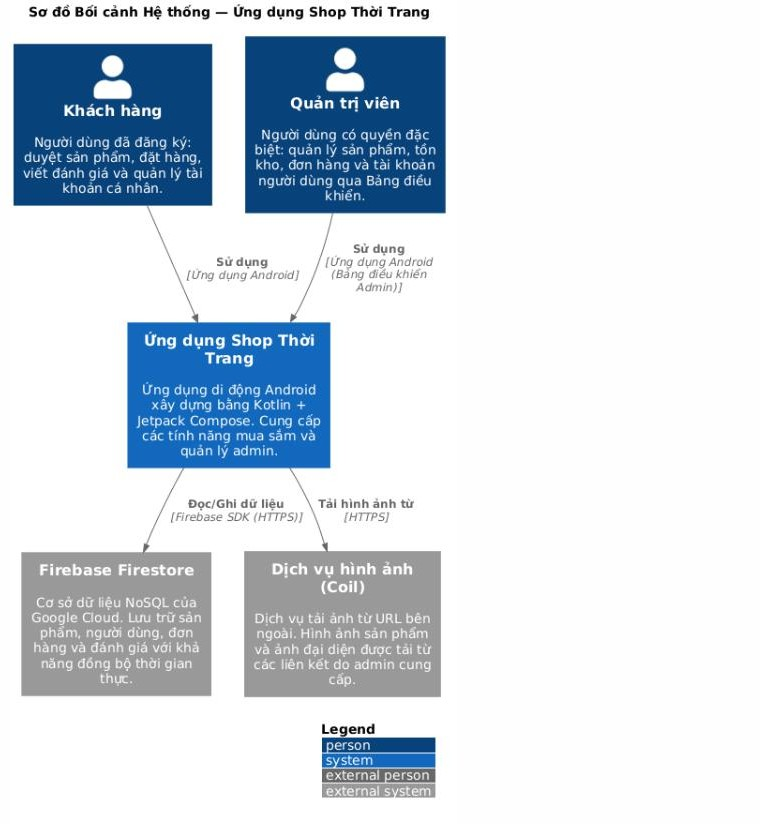 Sơ đồ Bối cảnh Hệ thống — Ứng dụng Shop Thời Trang
Khách hàng
Người dùng đã đăng ký:
duyệt sản phẩm, đặt hàng,
viết đánh giá và quản lý tài
khoản cá nhân.
Quản trị viên
Người dùng có quyền đặc
biệt: quản lý sản phẩm, tồn
kho, đơn hàng và tài khoản
người dùng qua Bảng điều
khiển.
Sử dụng
[Ứng dụng Android]
Sử dụng
[Ứng dụng Android
(Bảng điều khiển
Admin)]
Ứng dụng Shop Thời
Trang
Ứng dụng di động Android
xây dựng bằng Kotlin +
Jetpack Compose. Cung cấp
các tính năng mua sắm và
quản lý admin.
Đọc/Ghi dữ liệu
[Firebase SDK (HTTPS)]
Tải hình ảnh từ
[HTTPS]
Firebase Firestore
Cơ sở dữ liệu NoSQL của
Google Cloud. Lưu trữ sản
phẩm, người dùng, đơn
hàng và đánh giá với khả
năng đồng bộ thời gian
thực.
Dịch vụ hình ảnh
(Coil)
Dịch vụ tải ảnh từ URL bên
ngoài. Hình ảnh sản phẩm
và ảnh đại diện được tải từ
các liên kết do admin cung
cấp.
Legend
person
system
external person
external system